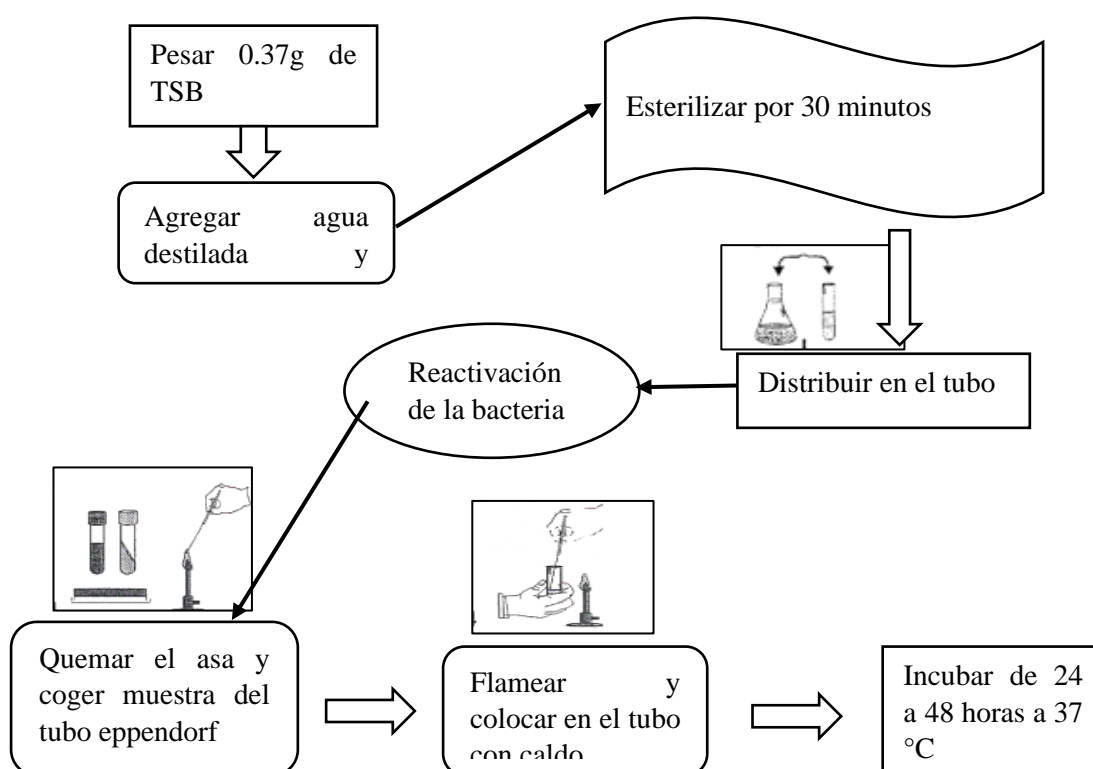 Pesar 0.37g de
TSB
Agregar agua
destilada y
Esterilizar por 30 minutos
Distribuir en el tubo
Reactivación
de la bacteria
Quemar el asa y
coger muestra del
tubo eppendorf
Flamear y
colocar en el tubo
con caldo
Incubar de 24
a 48 horas a 37
°C